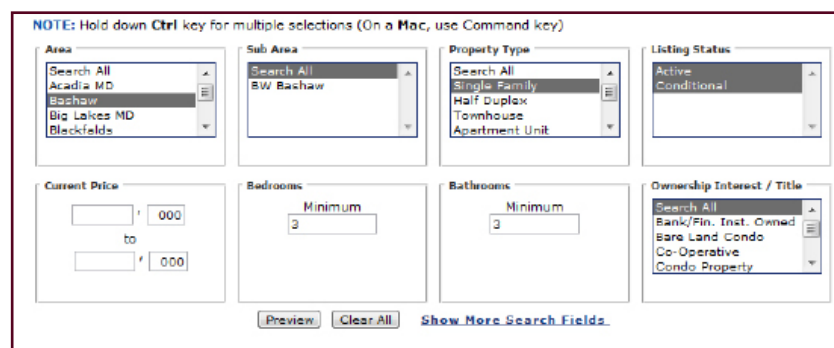 NOTE: Hold down Ctrl key for multiple selections (On a Mac, use Command key)
Area
Search All
Acadia MD
Bashaw
Big Lakes MD
Blackfalds
Sub Area
Search All
BW Bashaw
Property Type
Search All
Single Family
Half Duplex
Townhouse
Apartment Unit
Listing Status
Active
Conditional
Current Price
, 000
to
, 000
Bedrooms
Minimum
3
Bathrooms
Minimum
3
Ownership Interest / Title
Search All
Bank/Fin. Inst. Owned
Bare Land Condo
Co-Operative
Condo Property
Preview Clear All Show More Search Fields